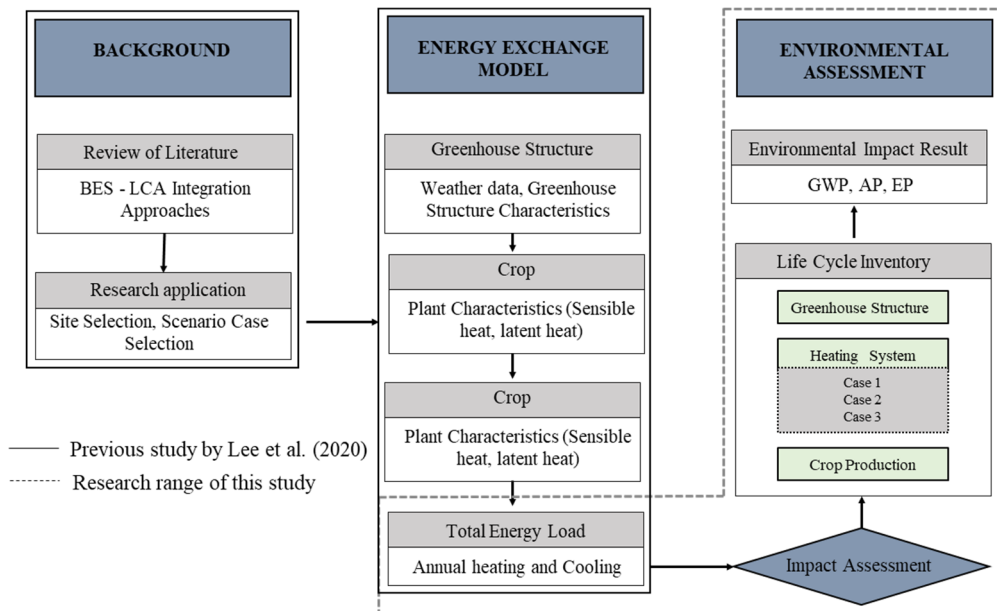 BACKGROUND
Review of Literature
BES - LCA Integration
Approaches
Research application
Site Selection, Scenario Case
Selection
Previous study by Lee et al. (2020)
Research range of this study
ENERGY EXCHANGE
MODEL
Greenhouse Structure
Weather data, Greenhouse
Structure Characteristics
Crop
Plant Characteristics (Sensible
heat, latent heat)
Crop
Plant Characteristics (Sensible
heat, latent heat)
Total Energy Load
Annual heating and Cooling
ENVIRONMENTAL
ASSESSMENT
Environmental Impact Result
GWP, AP, EP
Life Cycle Inventory
Greenhouse Structure
Heating System
Case 1
Case 2
Case 3
Crop Production
Impact Assessment